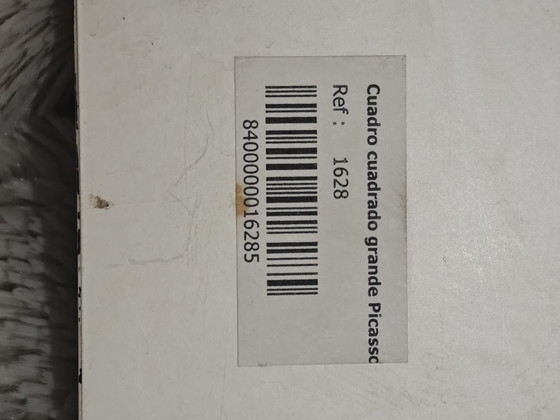 Cuadro cuadrado grande Picasso
Ref : 1628
8400000016285